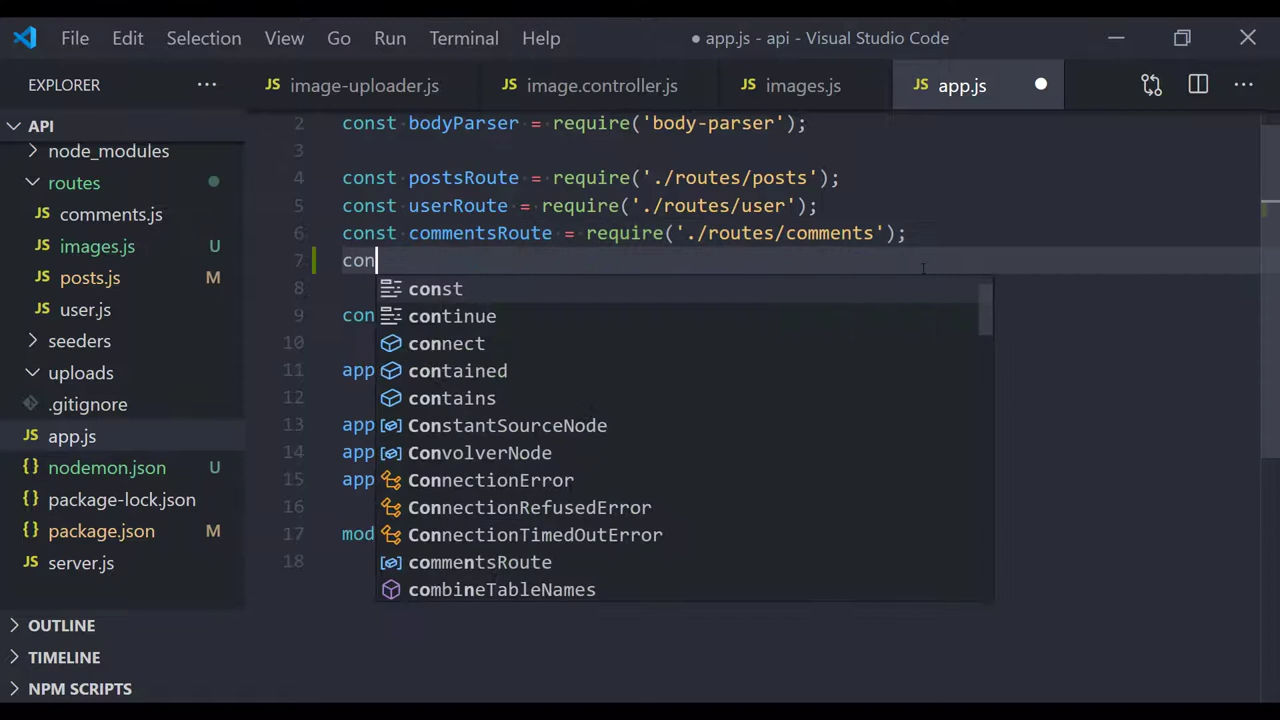 File Edit Selection View Go Run Terminal Help ● app.js - api - Visual Studio Code
EXPLORER ··· JS image-uploader.js JS image.controller.js JS images.js JS app.js
API
node_modules
routes
JS comments.js
JS images.js U
JS posts.js M
JS user.js
seeders
uploads
.gitignore
JS app.js
{} nodemon.json U
{} package-lock.json
{} package.json M
JS server.js
OUTLINE
TIMELINE
NPM SCRIPTS
2 const bodyParser = require('body-parser');
3
4 const postsRoute = require('./routes/posts');
5 const userRoute = require('./routes/user');
6 const commentsRoute = require('./routes/comments');
7 con
8
9 con
10
11 app
12
13 app
14 app
15 app
16
17 mod
18
const
continue
connect
contained
contains
ConstantSourceNode
ConvolverNode
ConnectionError
ConnectionRefusedError
ConnectionTimedOutError
commentsRoute
combineTableNames